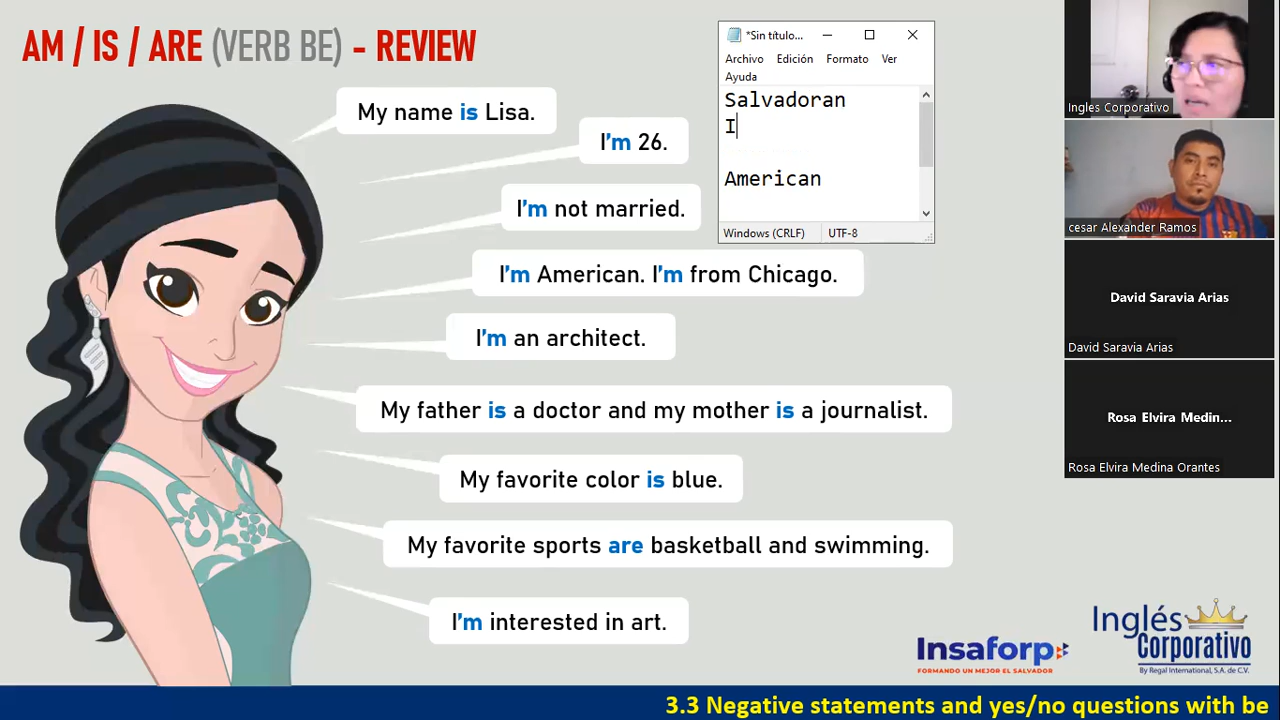 AM / IS / ARE (VERB BE) - REVIEW
My name is Lisa.
I'm 26.
I'm not married.
I'm American. I'm from Chicago.
I'm an architect.
My father is a doctor and my mother is a journalist.
My favorite color is blue.
My favorite sports are basketball and swimming.
I'm interested in art.
*Sin título...
Archivo Edición Formato Ver
Ayuda
Salvadoran
I
American
Windows (CRLF) UTF-8
Ingles Corporativo
cesar Alexander Ramos
David Saravia Arias
David Saravia Arias
Rosa Elvira Medin...
Rosa Elvira Medina Orantes
Insaforp
FORMANDO UN MEJOR EL SALVADOR
Inglés
Corporativo
By Regal International, S.A. de C.V.
3.3 Negative statements and yes/no questions with be